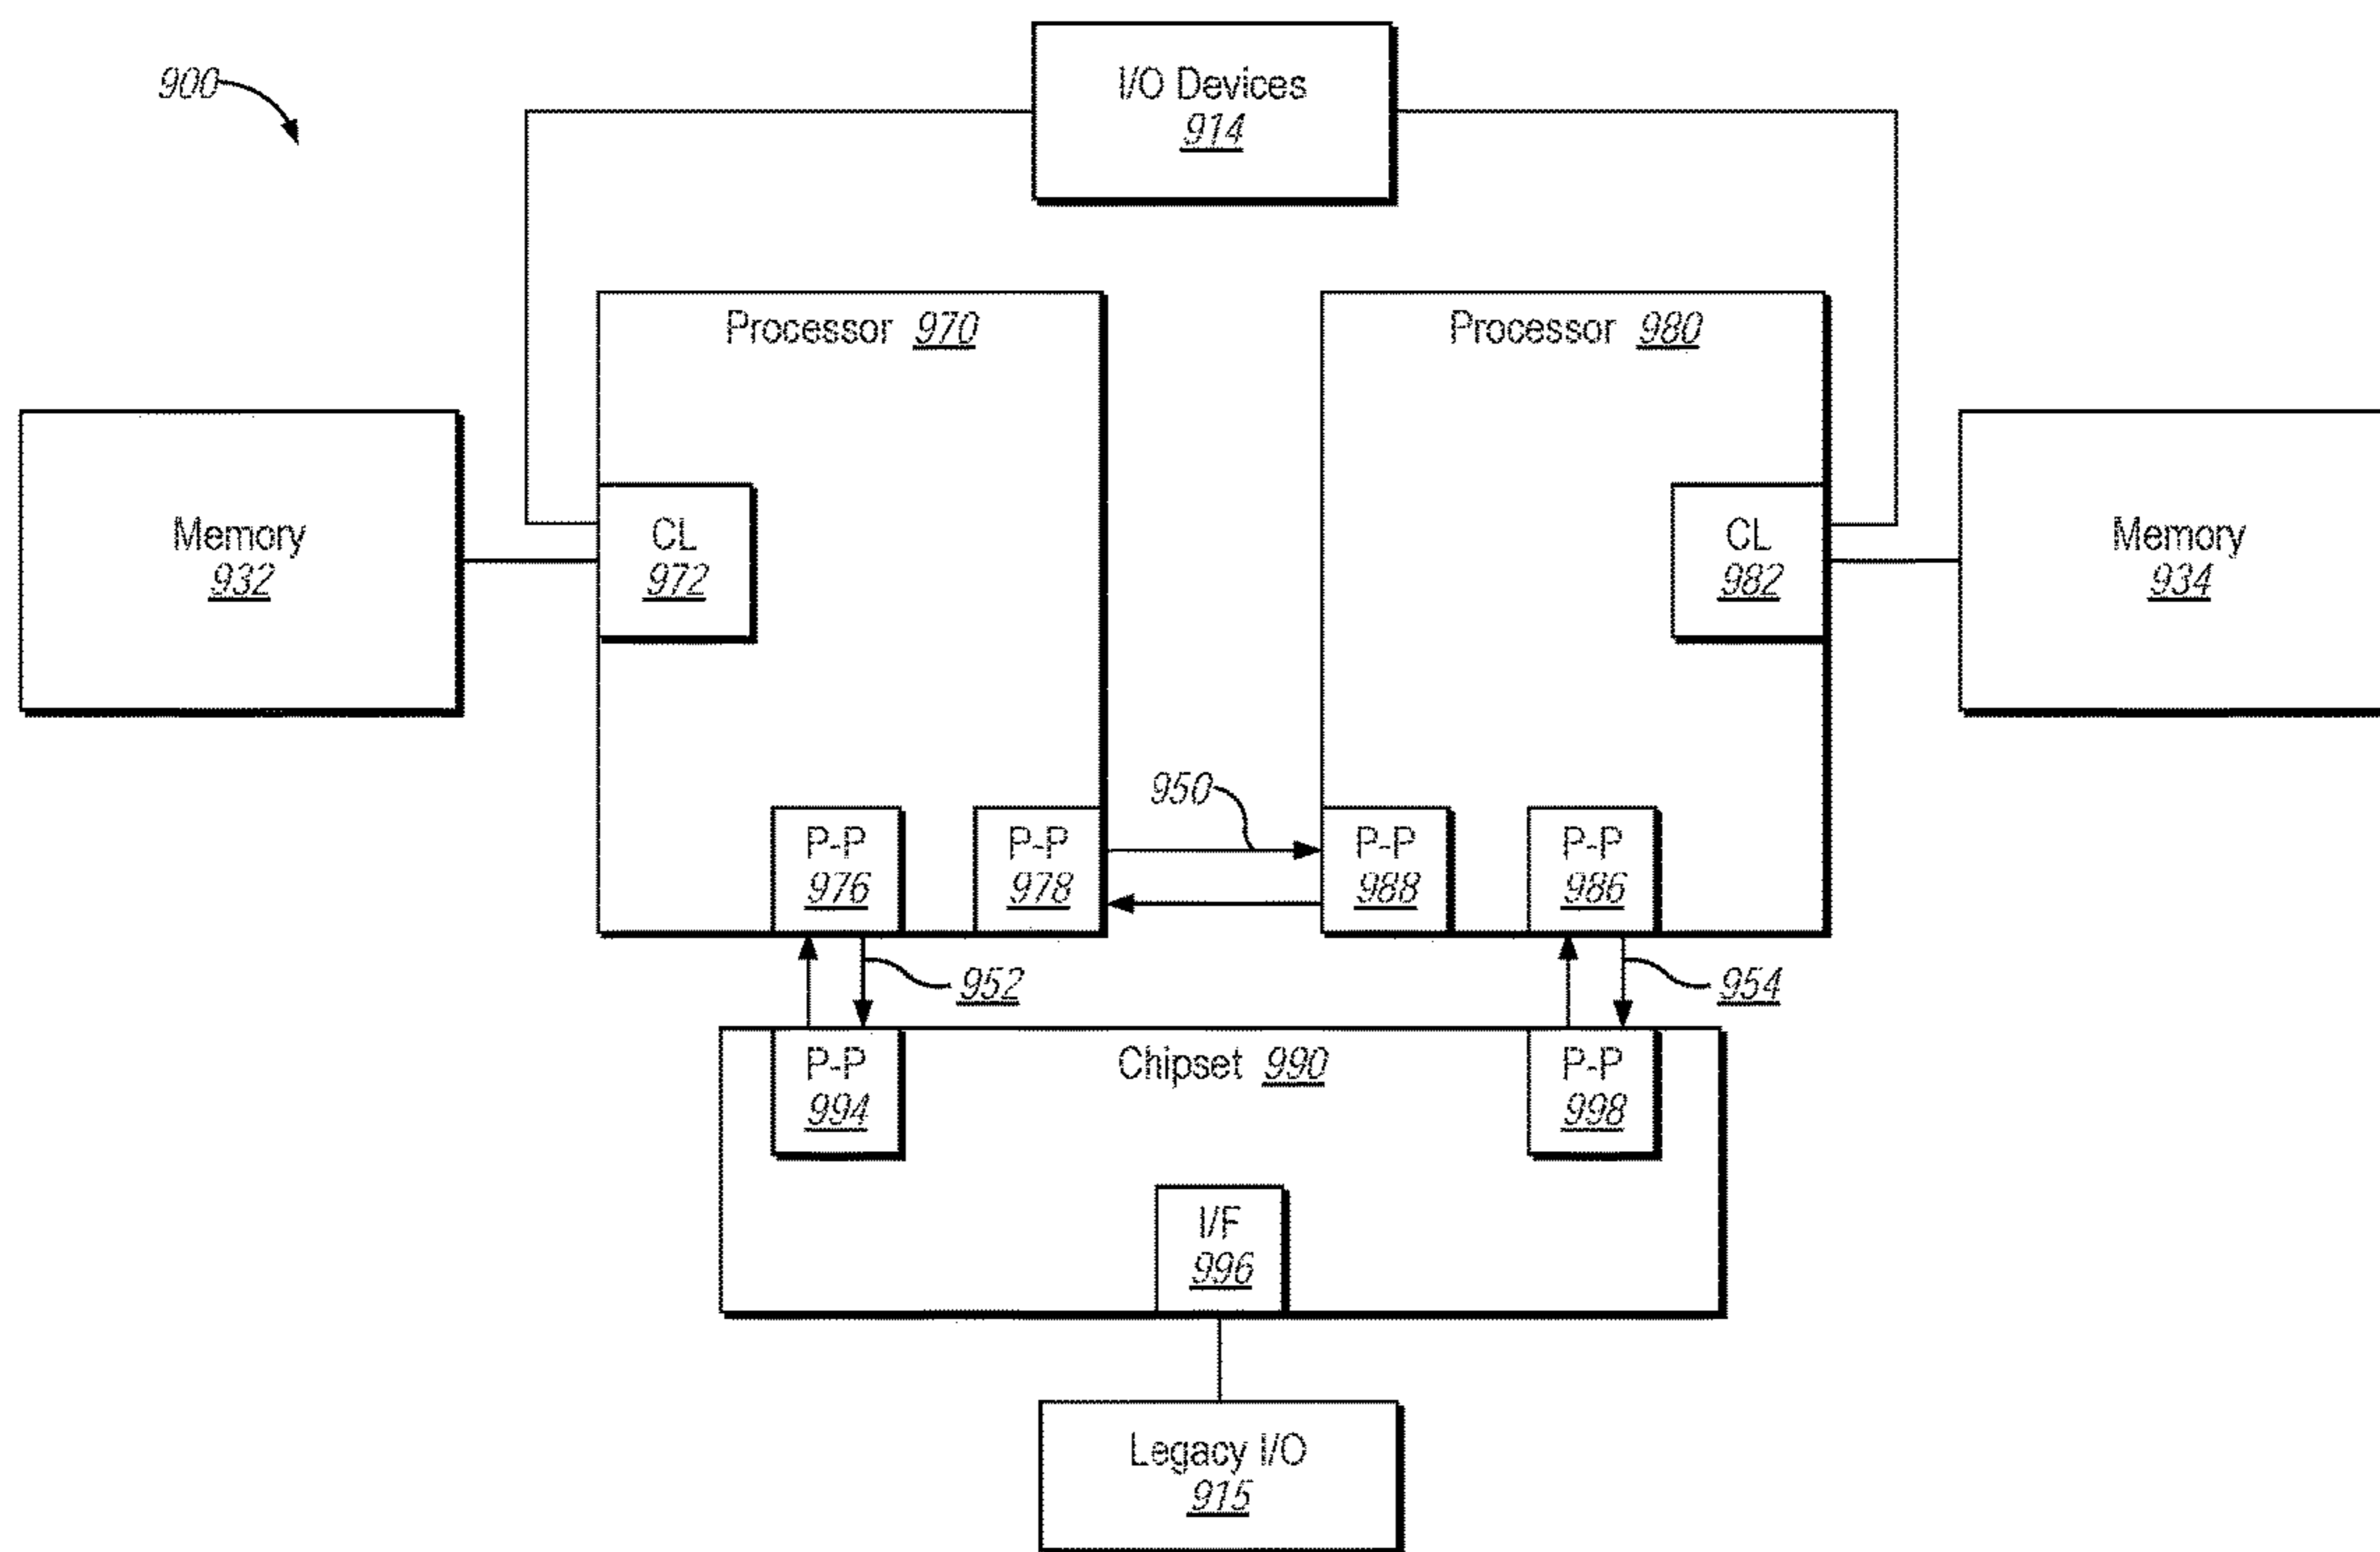 900
I/O Devices
914
Processor 970
Processor 980
Memory
932
CL
972
CL
982
Memory
934
950
P-P
976
P-P
978
P-P
988
P-P
986
952
954
P-P
994
Chipset 990
P-P
998
I/F
996
Legacy I/O
915